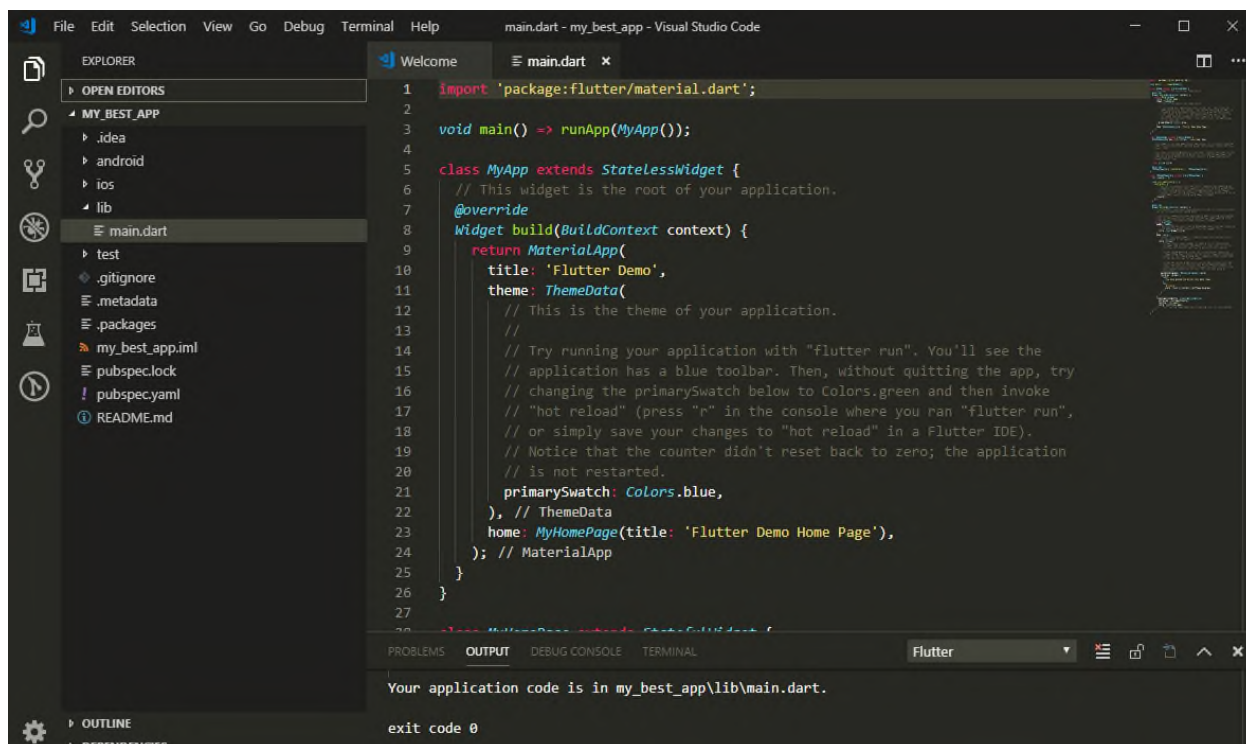 File Edit Selection View Go Debug Terminal Help main.dart - my_best_app - Visual Studio Code
EXPLORER
OPEN EDITORS
MY_BEST_APP
.idea
android
ios
lib
main.dart
test
.gitignore
.metadata
.packages
my_best_app.iml
pubspec.lock
pubspec.yaml
README.md
OUTLINE
DEPENDENCIES
Welcome main.dart
1 import 'package:flutter/material.dart';
2
3 void main() => runApp(MyApp());
4
5 class MyApp extends StatelessWidget {
6 // This widget is the root of your application.
7 @override
8 Widget build(BuildContext context) {
9 return MaterialApp(
10 title: 'Flutter Demo',
11 theme: ThemeData(
12 // This is the theme of your application.
13 //
14 // Try running your application with "flutter run". You'll see the
15 // application has a blue toolbar. Then, without quitting the app, try
16 // changing the primarySwatch below to Colors.green and then invoke
17 // "hot reload" (press "r" in the console where you ran "flutter run",
18 // or simply save your changes to "hot reload" in a Flutter IDE).
19 // Notice that the counter didn't reset back to zero; the application
20 // is not restarted.
21 primarySwatch: Colors.blue,
22 ), // ThemeData
23 home: MyHomePage(title: 'Flutter Demo Home Page'),
24 ); // MaterialApp
25 }
26 }
27
28 class MyHomePage extends StatefulWidget {
PROBLEMS OUTPUT DEBUG CONSOLE TERMINAL Flutter
Your application code is in my_best_app\lib\main.dart.
exit code 0